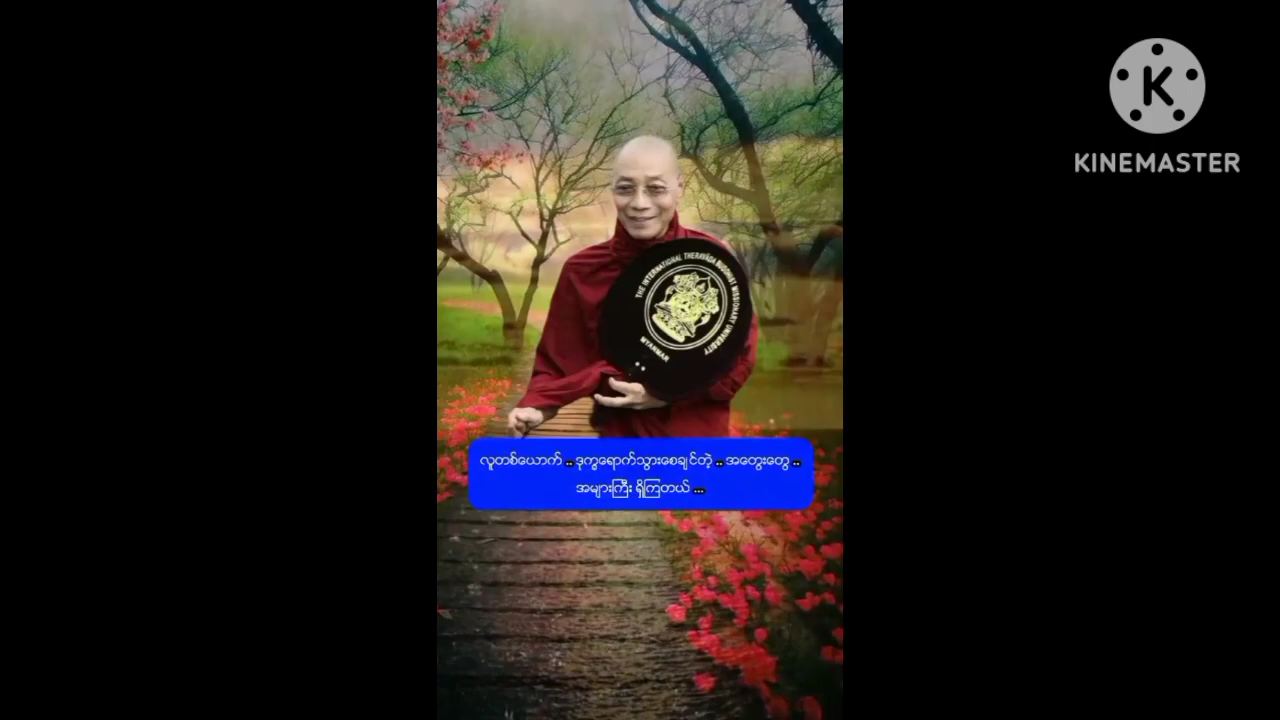 THE INTERNATIONAL THERAVĀDA BUDDHIST MISSIONARY UNIVERSITY
MYANMAR
လူတစ်ယောက် .. ဒုက္ခရောက်သွားစေချင်တဲ့ .. အတွေးတွေ ..
အများကြီး ရှိကြတယ် ...
K
KINEMASTER